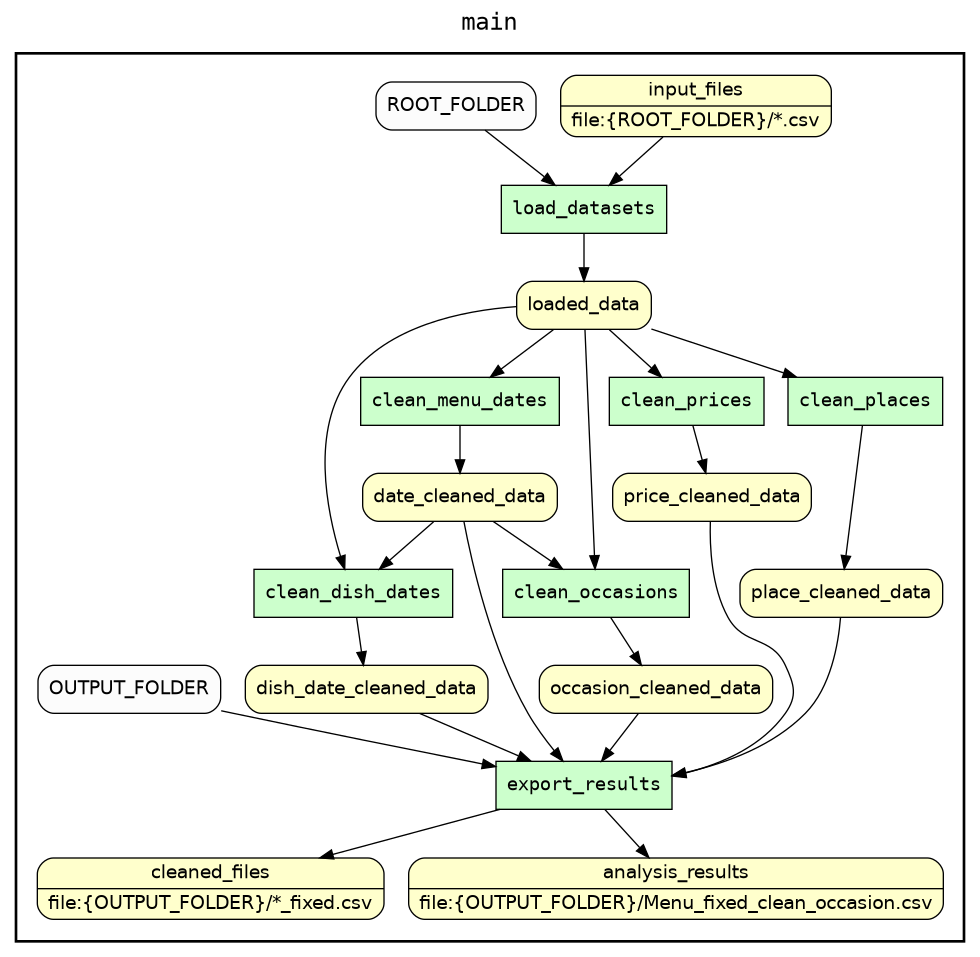 main
ROOT_FOLDER
input_files
file:{ROOT_FOLDER}/*.csv
load_datasets
loaded_data
clean_menu_dates
clean_prices
clean_places
date_cleaned_data
price_cleaned_data
clean_dish_dates
clean_occasions
place_cleaned_data
OUTPUT_FOLDER
dish_date_cleaned_data
occasion_cleaned_data
export_results
cleaned_files
file:{OUTPUT_FOLDER}/*_fixed.csv
analysis_results
file:{OUTPUT_FOLDER}/Menu_fixed_clean_occasion.csv